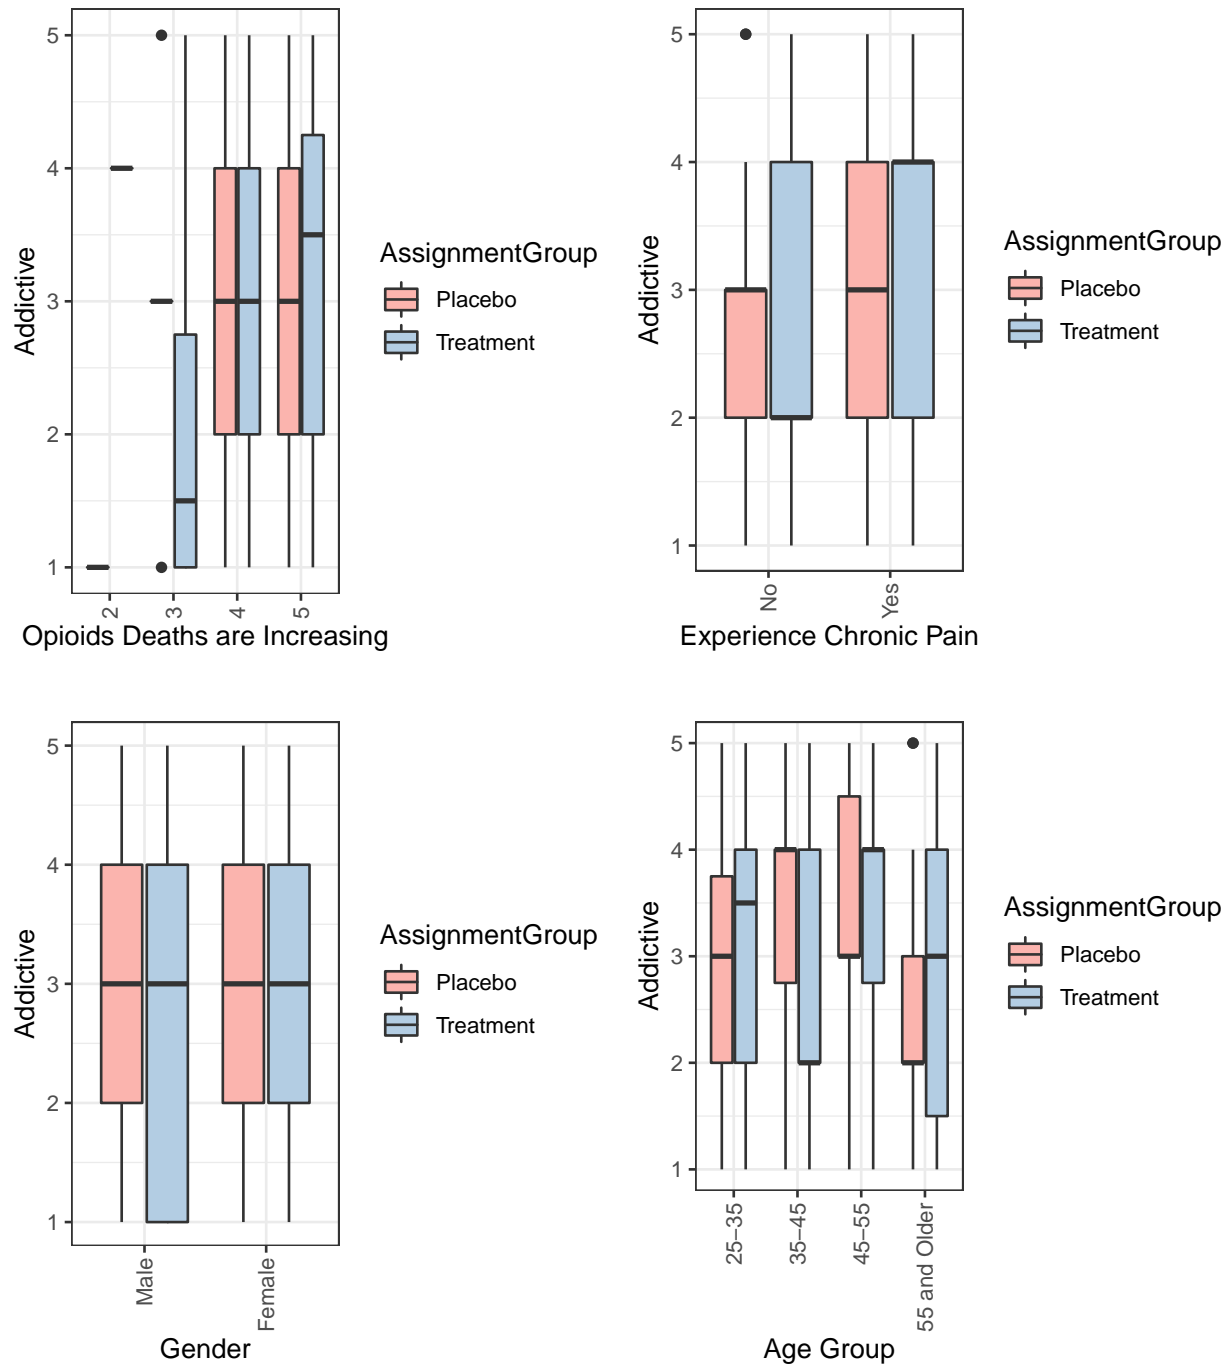 5
4
3
2
1
Addictive
2
3
4
5
Opioids Deaths are Increasing
AssignmentGroup
Placebo
Treatment
5
4
3
2
1
Addictive
No
Yes
Experience Chronic Pain
AssignmentGroup
Placebo
Treatment
5
4
3
2
1
Addictive
Male
Female
Gender
AssignmentGroup
Placebo
Treatment
5
4
3
2
1
Addictive
25−35
35−45
45−55
55 and Older
Age Group
AssignmentGroup
Placebo
Treatment